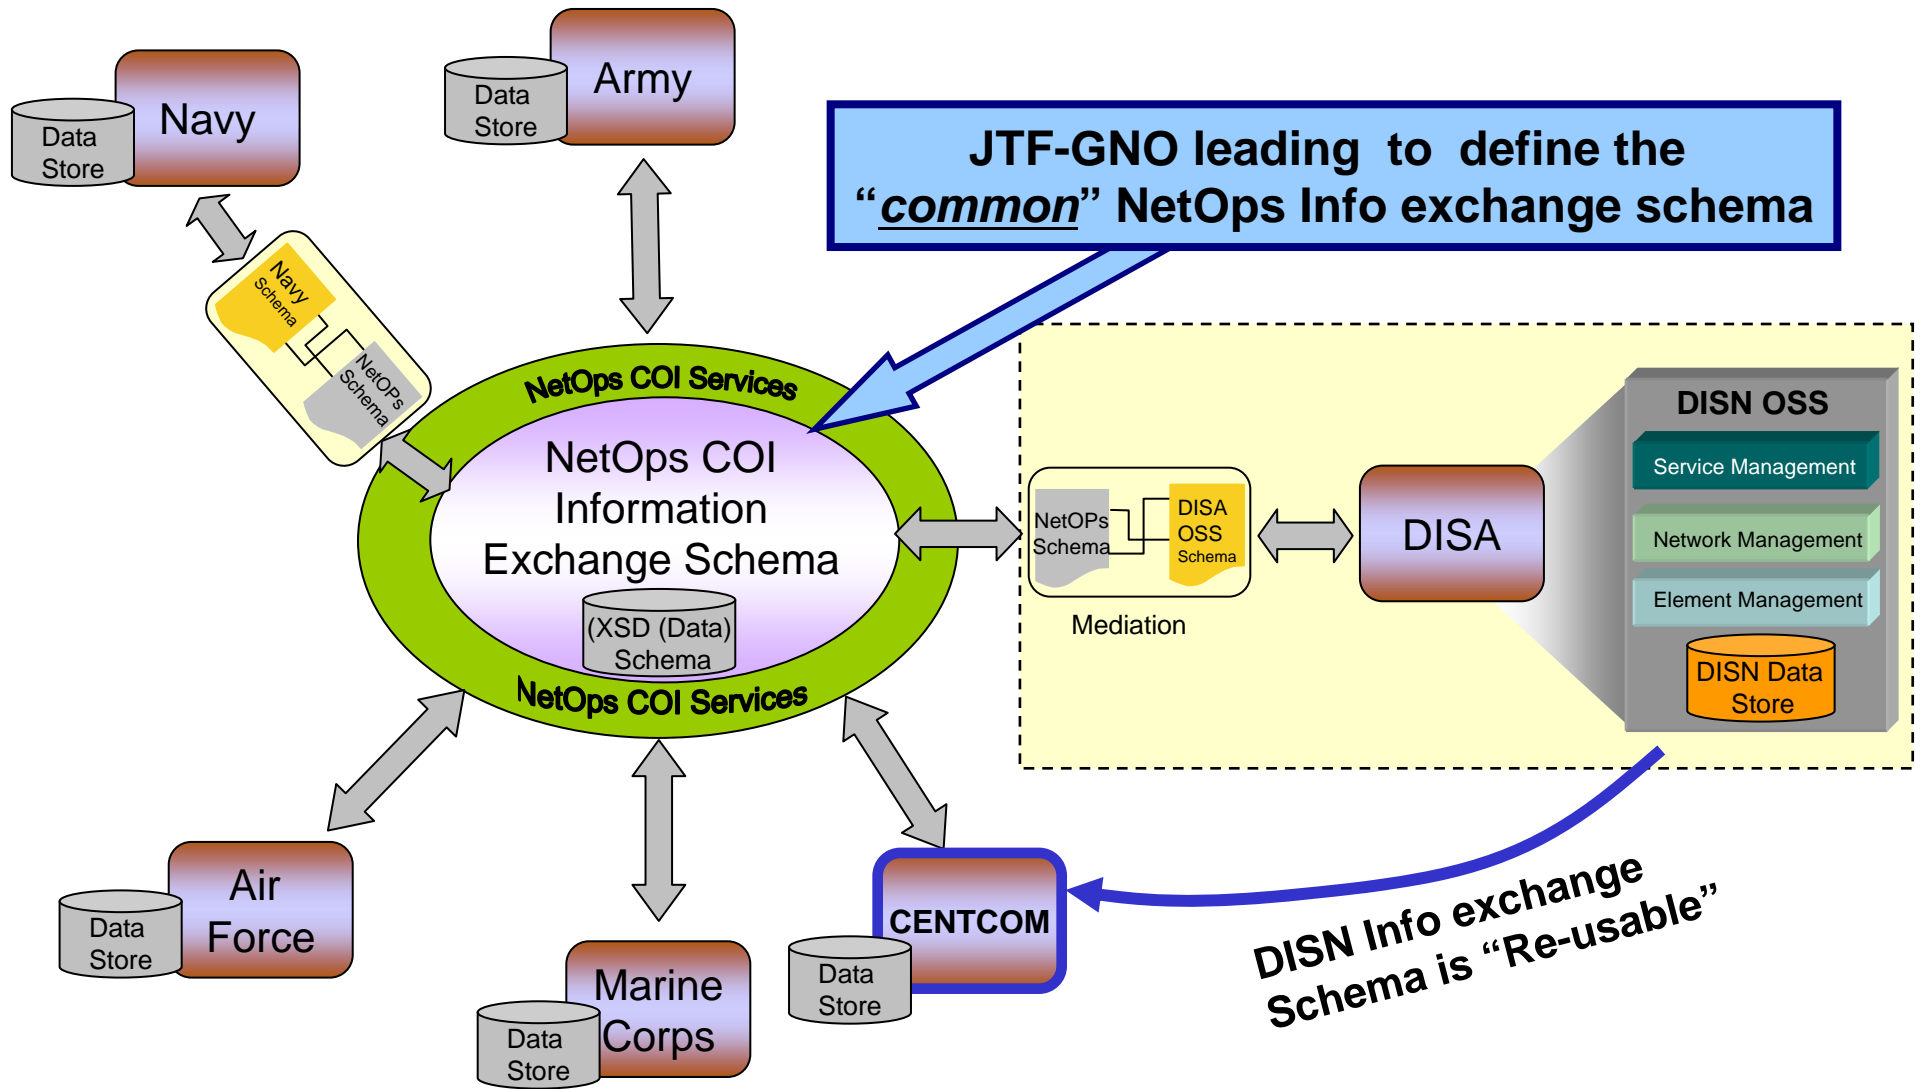 Navy
Data
Store
Army
Data
Store
JTF-GNO leading  to  define the
“common” NetOps Info exchange schema
Navy
Schema
NetOPs
Schema
NetOps COI Services
NetOps COI
Information
Exchange Schema
(XSD (Data)
Schema
NetOps COI Services
NetOPs
Schema
DISA
OSS
Schema
Mediation
DISA
DISN OSS
Service Management
Network Management
Element Management
DISN Data
Store
Air
Force
Data
Store
Marine
Corps
Data
Store
CENTCOM
Data
Store
DISN Info exchange
Schema is “Re-usable”